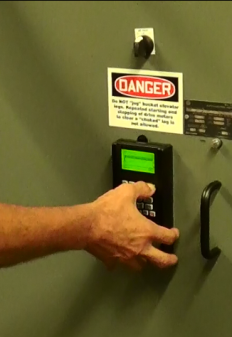 DANGER
Do NOT "jog" bucket elevator
legs. Repeated starting and
stopping of drive motors
to clear a "choked" leg is
not allowed.